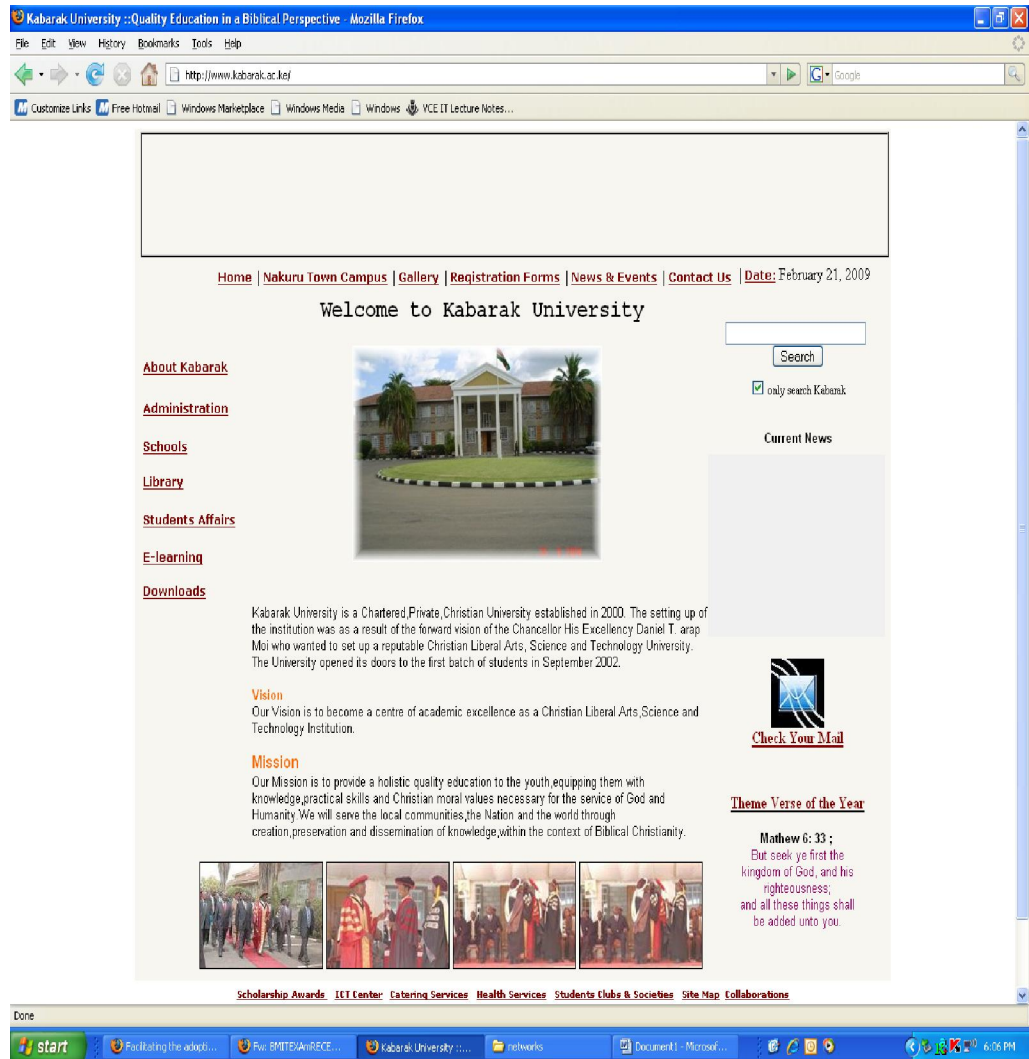 Kabarak University ::Quality Education in a Biblical Perspective - Mozilla Firefox
File Edit View History Bookmarks Tools Help
http://www.kabarak.ac.ke/
Google
Customize Links Free Hotmail Windows Marketplace Windows Media Windows VCE IT Lecture Notes...
Home | Nakuru Town Campus | Gallery | Registration Forms | News & Events | Contact Us | Date: February 21, 2009
Welcome to Kabarak University
Search
only search Kabarak
About Kabarak
Administration
Schools
Library
Students Affairs
E-learning
Downloads
Current News
Kabarak University is a Chartered,Private,Christian University established in 2000. The setting up of
the institution was as a result of the forward vision of the Chancellor His Excellency Daniel T. arap
Moi who wanted to set up a reputable Christian Liberal Arts, Science and Technology University.
The University opened its doors to the first batch of students in September 2002.
Vision
Our Vision is to become a centre of academic excellence as a Christian Liberal Arts,Science and
Technology Institution.
Mission
Our Mission is to provide a holistic quality education to the youth,equipping them with
knowledge,practical skills and Christian moral values necessary for the service of God and
Humanity.We will serve the local communities,the Nation and the world through
creation,preservation and dissemination of knowledge,within the context of Biblical Christianity.
Check Your Mail
Theme Verse of the Year
Mathew 6: 33 ;
But seek ye first the
kingdom of God, and his
righteousness;
and all these things shall
be added unto you.
Scholarship Awards ICT Center Catering Services Health Services Students Clubs & Societies Site Map Collaborations
Done
start Facilitating the adopti... Fw: BMITEXAmRECE... Kabarak University ::... networks Document1 - Microsof... 6:06 PM